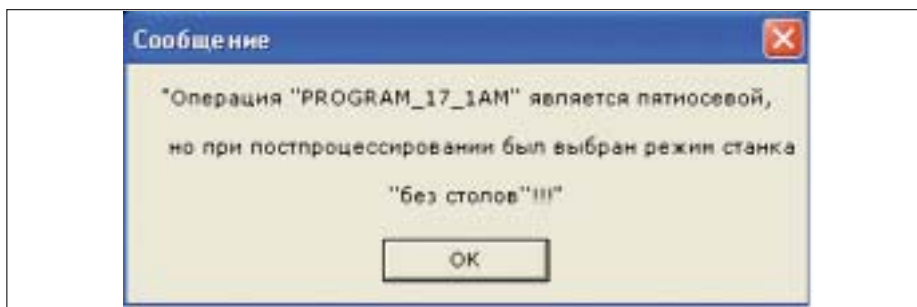 Сообщение
"Операция "PROGRAM_17_1AM" является пятиосевой,
но при постпроцессировании был выбран режим станка
"без столов"!!!"
OK